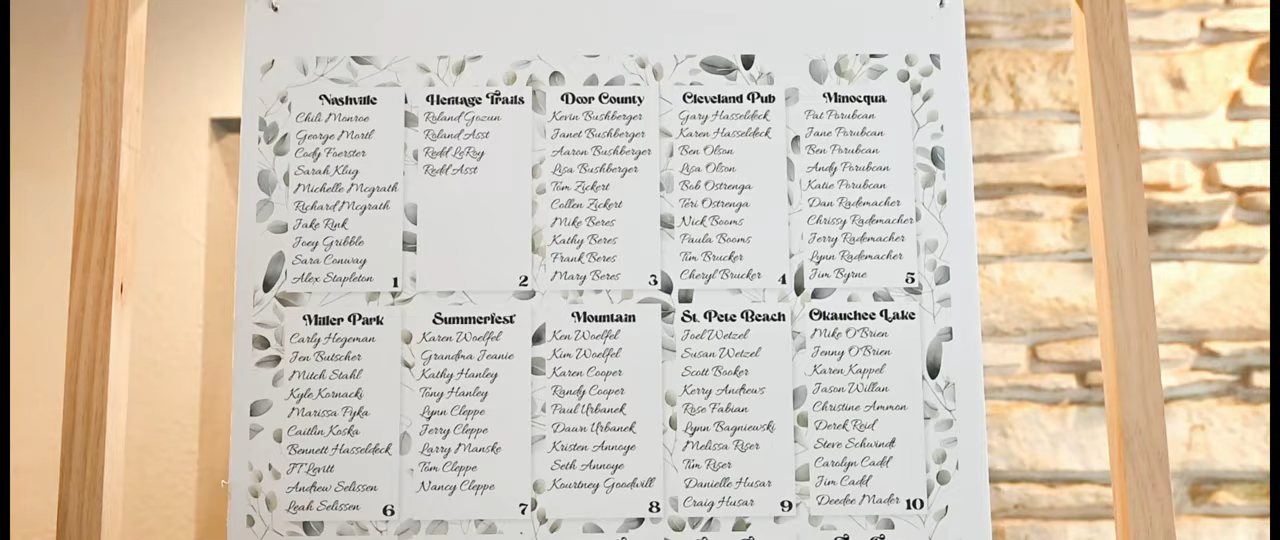 Nashville
Chili Monroe
George Mortl
Cody Foerster
Sarah Klug
Michelle Mcgrath
Richard Mcgrath
Jake Rink
Joey Gribble
Sara Conway
Alex Stapleton
1
Heritage Trails
Roland Gozun
Roland Asst
Redd LeRoy
Redd Asst
2
Door County
Kevin Bushberger
Janet Bushberger
Aaron Bushberger
Lisa Bushberger
Tom Zickert
Collen Zickert
Mike Beres
Kathy Beres
Frank Beres
Mary Beres
3
Cleveland Pub
Gary Hasseldeck
Karen Hasseldeck
Ben Olson
Lisa Olson
Bob Ostrenga
Teri Ostrenga
Nick Booms
Paula Booms
Tim Brucker
Cheryl Brucker
4
Minocqua
Pat Porubcan
Jane Porubcan
Ben Porubcan
Andy Porubcan
Katie Porubcan
Dan Rademacher
Chrissy Rademacher
Jerry Rademacher
Lynn Rademacher
Jim Byrne
5
Miller Park
Carly Hegeman
Jen Butscher
Mitch Stahl
Kyle Kornacki
Marissa Pyka
Caitlin Koska
Bennett Hasseldeck
JT Levitt
Andrew Selissen
Leah Selissen
6
Summerfest
Karen Woelfel
Grandma Jeanie
Kathy Hanley
Tony Hanley
Lynn Cleppe
Jerry Cleppe
Larry Manske
Tom Cleppe
Nancy Cleppe
7
Mountain
Ken Woelfel
Kim Woelfel
Karen Cooper
Randy Cooper
Paul Urbanek
Dawn Urbanek
Kristen Annoye
Seth Annoye
Kourtney Goodwill
8
St. Pete Beach
Joel Wetzel
Susan Wetzel
Scott Booker
Kerry Andrews
Rose Fabian
Lynn Bagniewski
Melissa Riser
Tim Riser
Danielle Husar
Craig Husar
9
Okauchee Lake
Mike O'Brien
Jenny O'Brien
Karen Kappel
Jason Willan
Christine Ammon
Derek Reid
Steve Schwindt
Carolyn Cadd
Jim Cadd
Deedee Mader
10